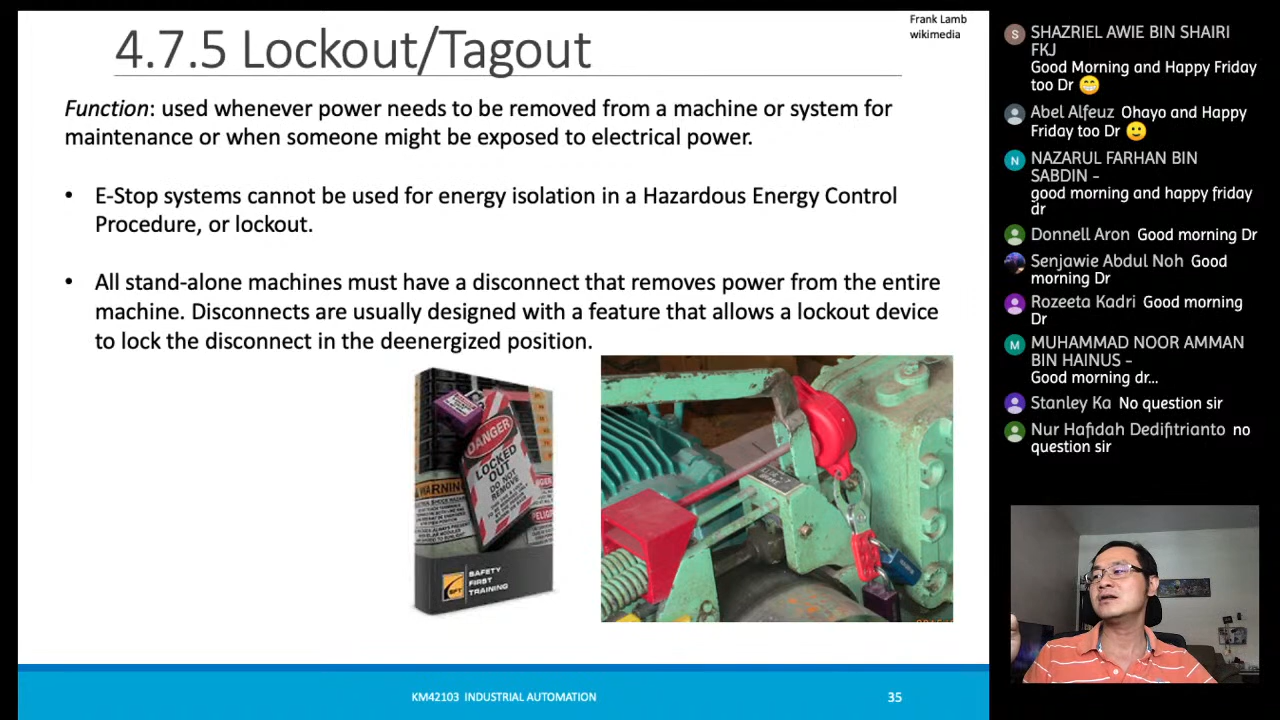 4.7.5 Lockout/Tagout
Frank Lamb
wikimedia
Function: used whenever power needs to be removed from a machine or system for
maintenance or when someone might be exposed to electrical power.
• E-Stop systems cannot be used for energy isolation in a Hazardous Energy Control
Procedure, or lockout.
• All stand-alone machines must have a disconnect that removes power from the entire
machine. Disconnects are usually designed with a feature that allows a lockout device
to lock the disconnect in the deenergized position.
DANGER
LOCKED
OUT
DO NOT
REMOVE
WARNING
SFT
SAFETY
FIRST
TRAINING
KM42103 INDUSTRIAL AUTOMATION
35
S
SHAZRIEL AWIE BIN SHAIRI
FKJ
Good Morning and Happy Friday
too Dr 😁
Abel Alfeuz Ohayo and Happy
Friday too Dr 🙂
N
NAZARUL FARHAN BIN
SABDIN -
good morning and happy friday
dr
Donnell Aron Good morning Dr
Senjawie Abdul Noh Good
morning Dr
Rozeeta Kadri Good morning
Dr
M
MUHAMMAD NOOR AMMAN
BIN HAINUS -
Good morning dr...
Stanley Ka No question sir
Nur Hafidah Dedifitrianto no
question sir